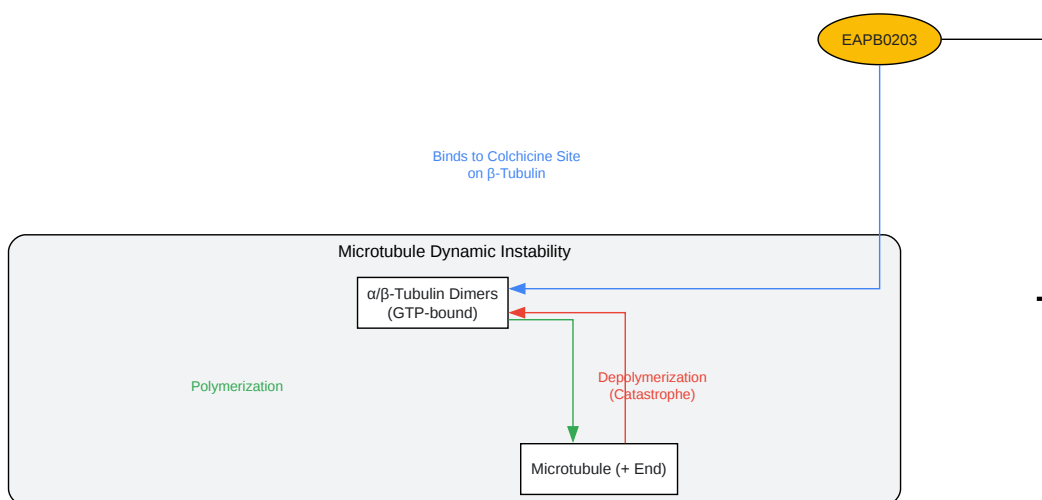 EAPB0203
Binds to Colchicine Site
on β-Tubulin
Microtubule Dynamic Instability
α/β-Tubulin Dimers
(GTP-bound)
Polymerization
Depolymerization
(Catastrophe)
Microtubule (+ End)